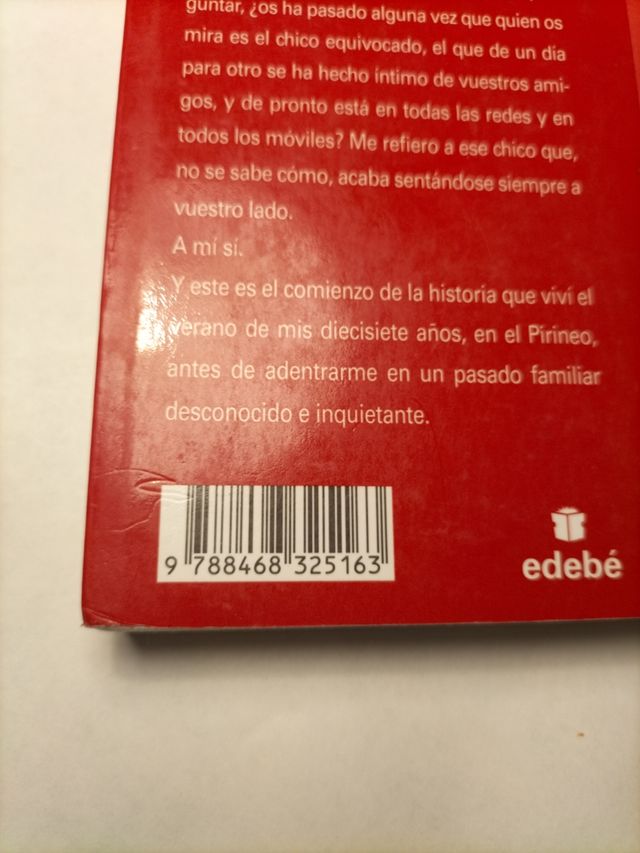 guntar, ¿os ha pasado alguna vez que quien os
mira es el chico equivocado, el que de un día
para otro se ha hecho íntimo de vuestros ami-
gos, y de pronto está en todas las redes y en
todos los móviles? Me refiero a ese chico que,
no se sabe cómo, acaba sentándose siempre a
vuestro lado.
A mí sí.
Y este es el comienzo de la historia que viví el
verano de mis diecisiete años, en el Pirineo,
antes de adentrarme en un pasado familiar
desconocido e inquietante.
9 788468 325163
edebé